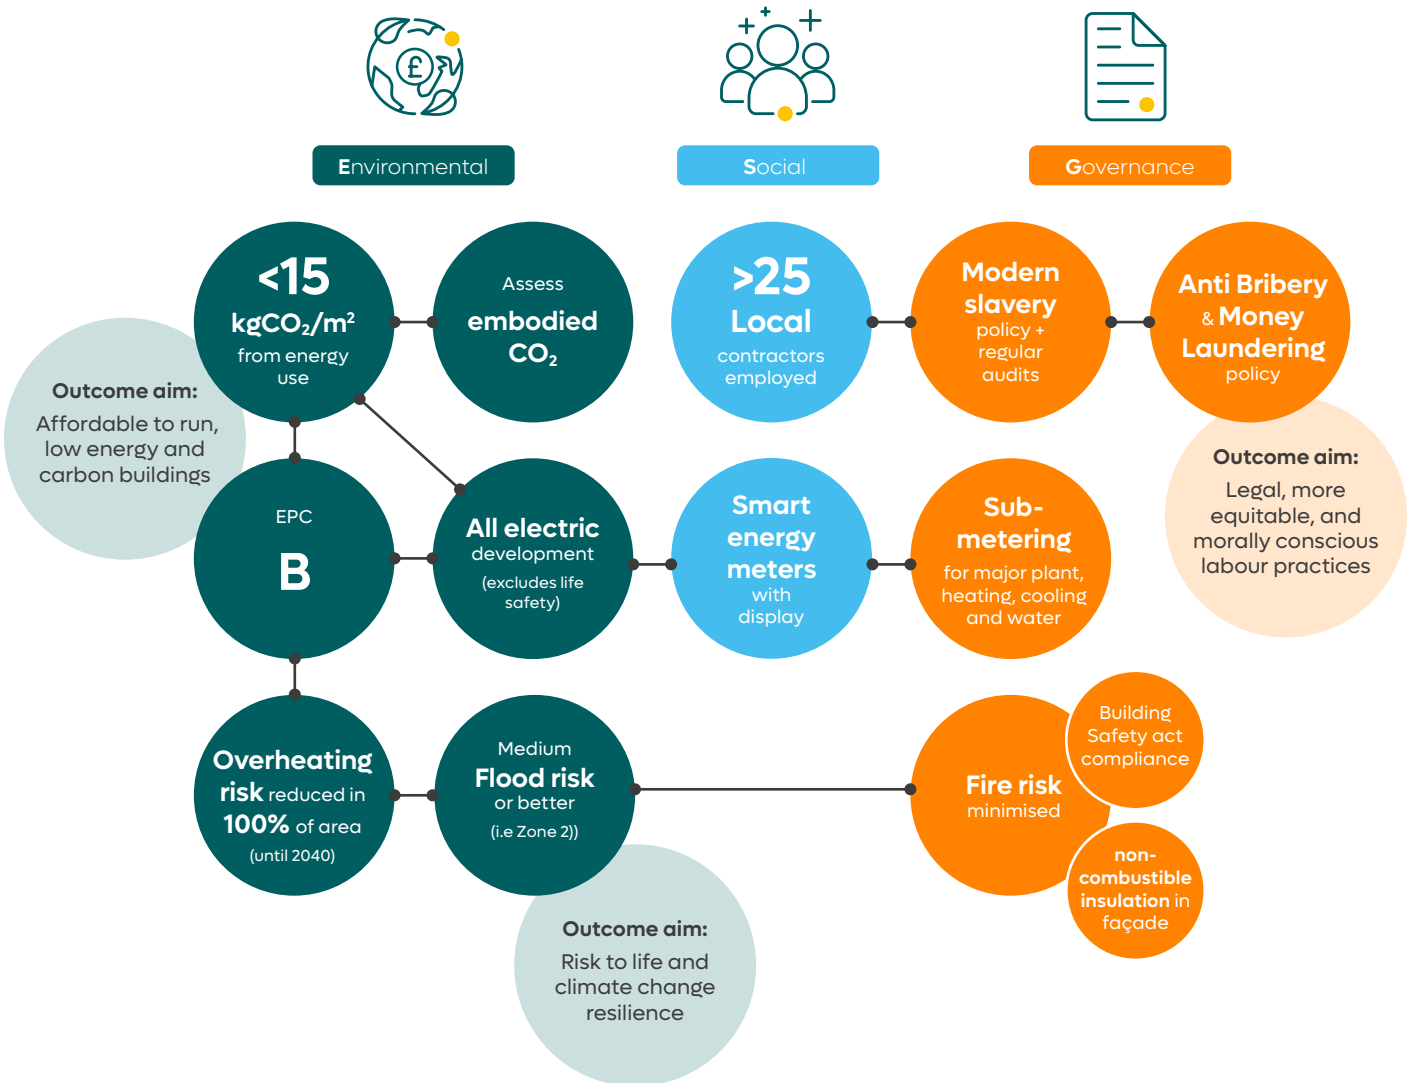 £
Environmental
Social
Governance
<15
kgCO₂/m²
from energy
use
Assess
embodied
CO₂
>25
Local
contractors
employed
Modern
slavery
policy +
regular
audits
Anti Bribery
& Money
Laundering
policy
Outcome aim:
Affordable to run,
low energy and
carbon buildings
Outcome aim:
Legal, more
equitable, and
morally conscious
labour practices
EPC
B
All electric
development
(excludes life
safety)
Smart
energy
meters
with
display
Sub-
metering
for major plant,
heating, cooling
and water
Overheating
risk reduced in
100% of area
(until 2040)
Medium
Flood risk
or better
(i.e Zone 2))
Fire risk
minimised
Building
Safety act
compliance
non-
combustible
insulation in
façade
Outcome aim:
Risk to life and
climate change
resilience